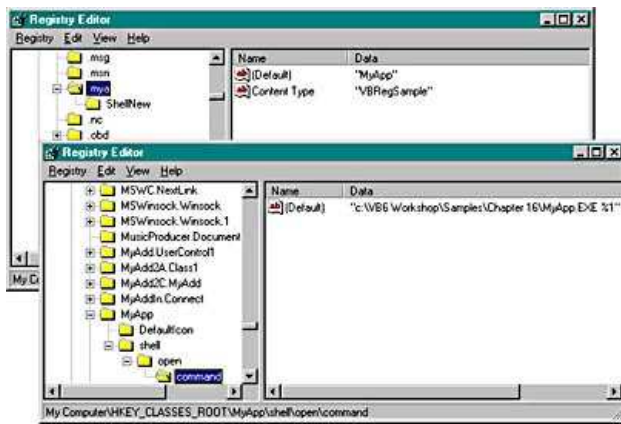 Registry Editor
Registry Edit View Help
.msg
.msn
.mya
ShellNew
.nc
.obd
Name Data
(Default) "MyApp"
Content Type "VBRegSample"
Registry Editor
Registry Edit View Help
MSWC.NextLink
MSWinsock.Winsock
MSWinsock.Winsock.1
MusicProducer.Document
MyAdd.UserControl1
MyAdd2A.Class1
MyAdd2C.MyAdd
MyAddIn.Connect
MyApp
DefaultIcon
shell
open
command
Name Data
(Default) "c:\VB6 Workshop\Samples\Chapter 16\MyApp.EXE %1"
My Computer\HKEY_CLASSES_ROOT\MyApp\shell\open\command